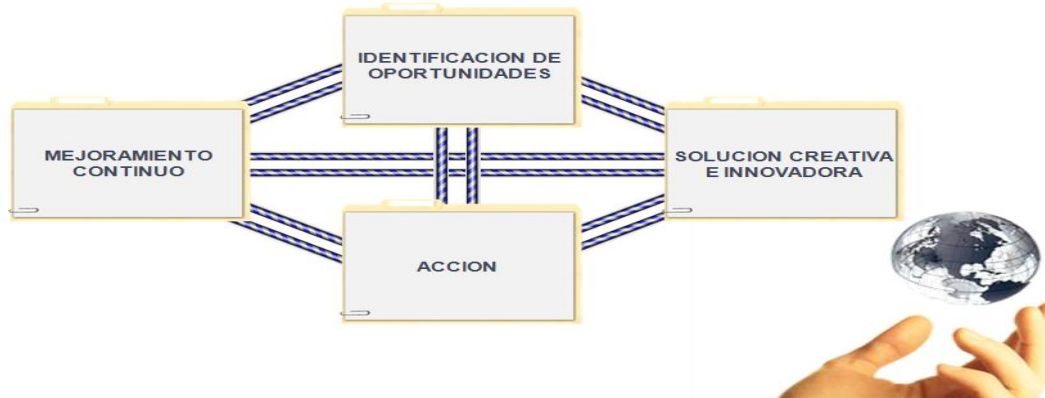 IDENTIFICACION DE
OPORTUNIDADES
MEJORAMIENTO
CONTINUO
SOLUCION CREATIVA
E INNOVADORA
ACCION